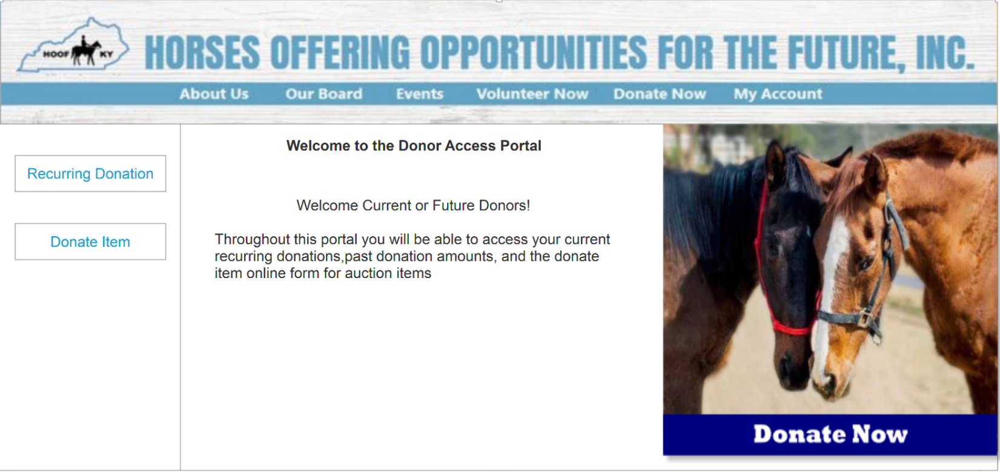 HOOF KY
HORSES OFFERING OPPORTUNITIES FOR THE FUTURE, INC.
About Us Our Board Events Volunteer Now Donate Now My Account
Recurring Donation
Donate Item
Welcome to the Donor Access Portal
Welcome Current or Future Donors!
Throughout this portal you will be able to access your current
recurring donations,past donation amounts, and the donate
item online form for auction items
Donate Now